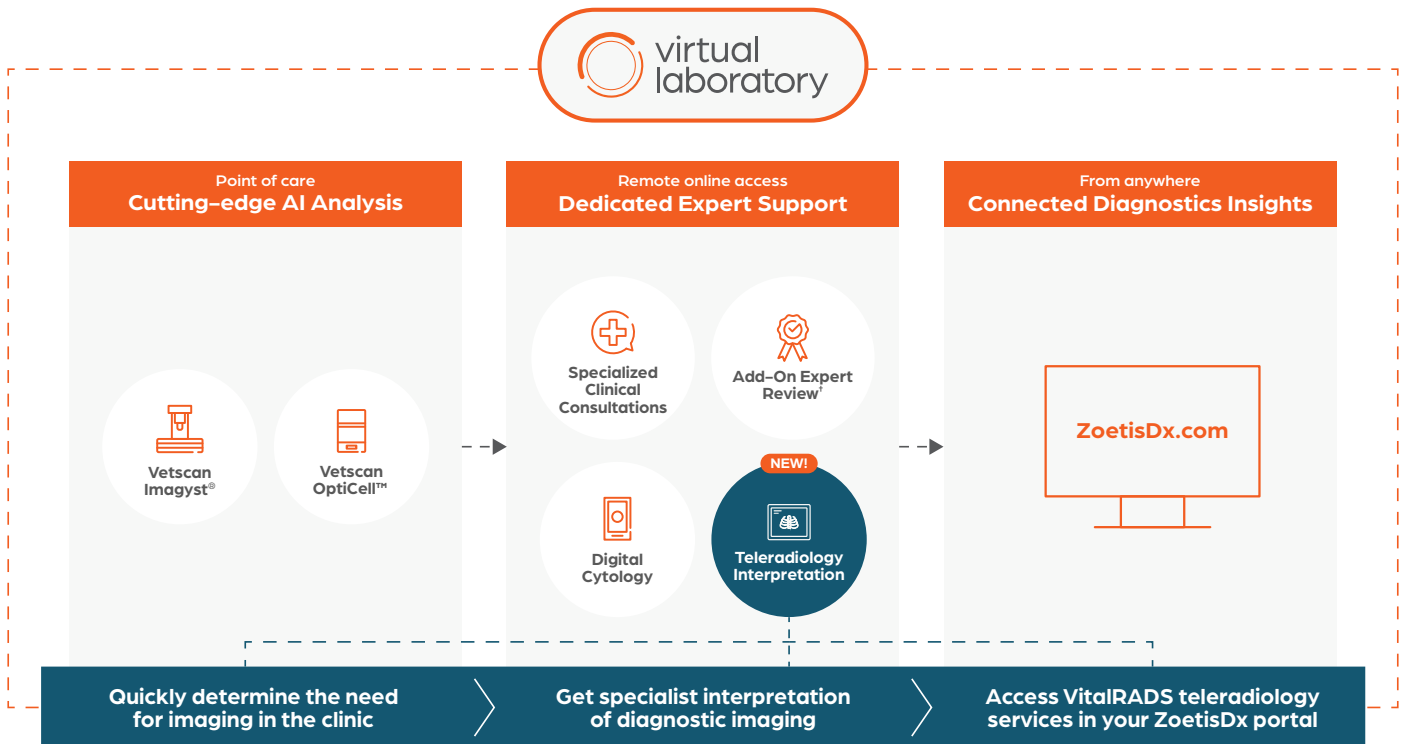 virtual
laboratory
Point of care
Cutting-edge AI Analysis
Vetscan
Imagyst®
Vetscan
OptiCell™
Remote online access
Dedicated Expert Support
Specialized
Clinical
Consultations
Add-On Expert
Review†
Digital
Cytology
NEW!
Teleradiology
Interpretation
From anywhere
Connected Diagnostics Insights
ZoetisDx.com
Quickly determine the need
for imaging in the clinic
Get specialist interpretation
of diagnostic imaging
Access VitalRADS teleradiology
services in your ZoetisDx portal